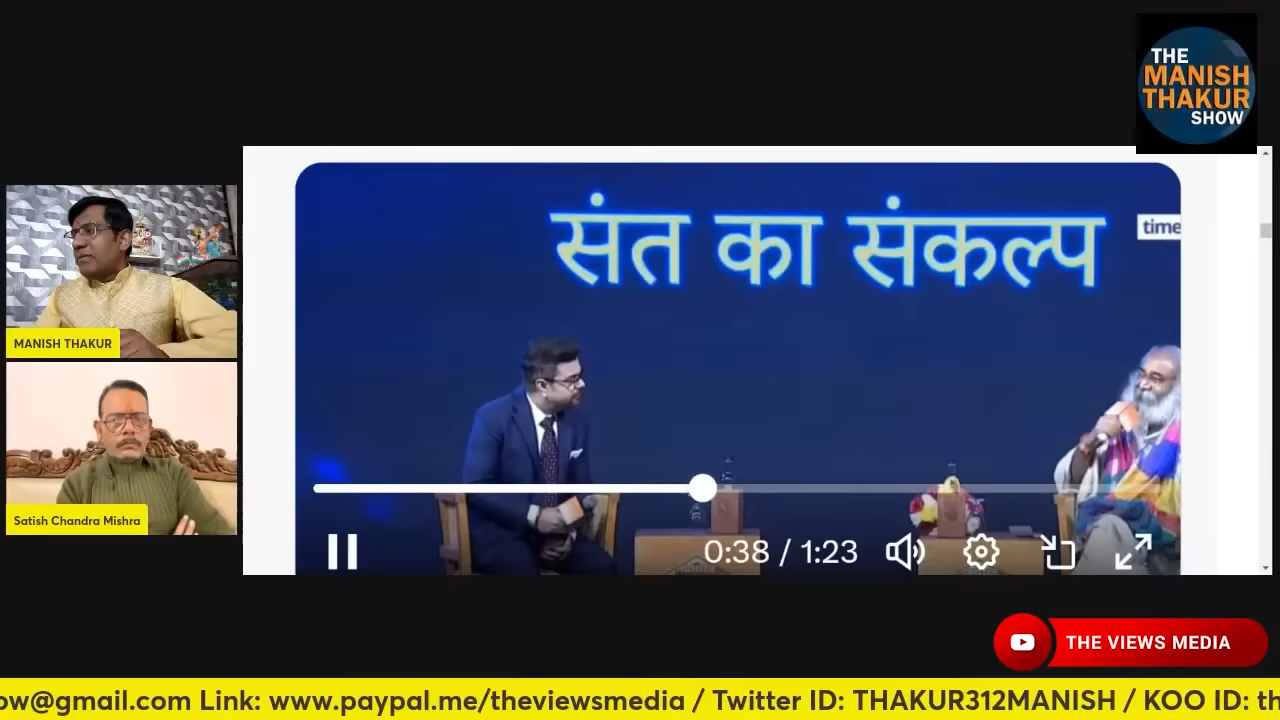 THE
MANISH
THAKUR
SHOW
संत का संकल्प
time
MANISH THAKUR
Satish Chandra Mishra
0:38 / 1:23
THE VIEWS MEDIA
ow@gmail.com Link: www.paypal.me/theviewsmedia / Twitter ID: THAKUR312MANISH / KOO ID: th